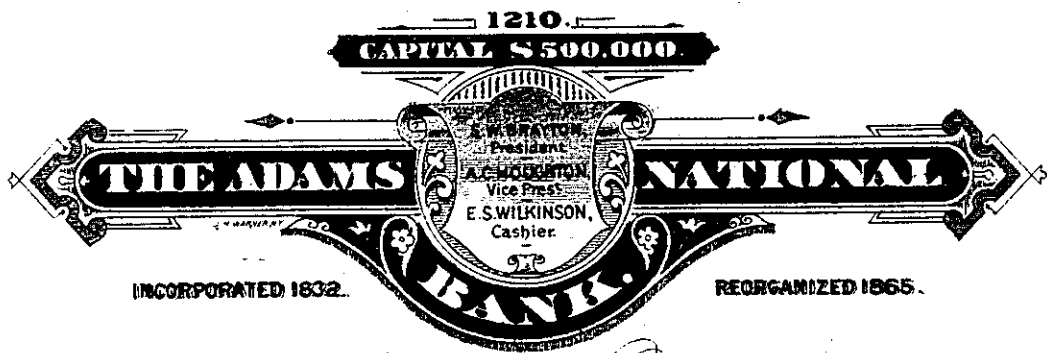 1210.
CAPITAL $500.000.
S.W. BRAYTON,
President.
A.C. HOUGHTON,
Vice Prest.
E.S. WILKINSON,
Cashier.
THE ADAMS NATIONAL
BANK.
INCORPORATED 1832.
REORGANIZED 1865.